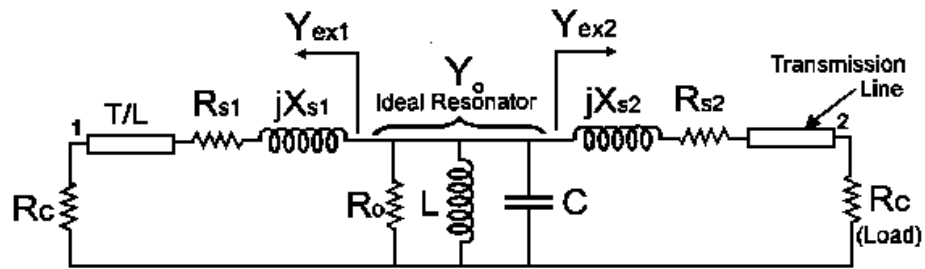 Yex1
Yex2
Yo
Ideal Resonator
Transmission
Line
1
T/L
Rs1
jXs1
jXs2
Rs2
2
Rc
Ro
L
C
Rc
(Load)